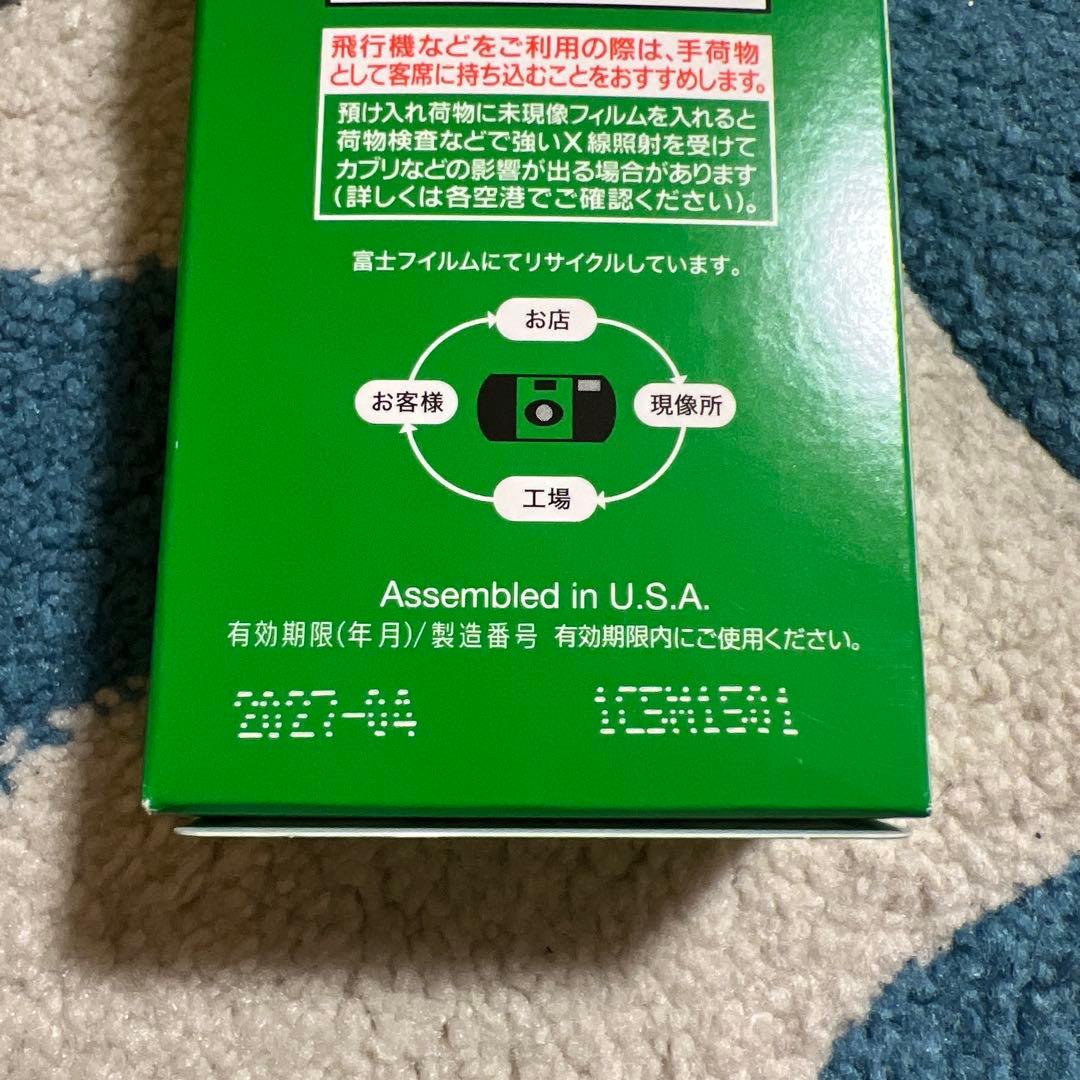 飛行機などをご利用の際は、手荷物
として客席に持ち込むことをおすすめします。
預け入れ荷物に未現像フィルムを入れると
荷物検査などで強いX線照射を受けて
カブリなどの影響が出る場合があります
(詳しくは各空港でご確認ください)。
富士フイルムにてリサイクルしています。
お店
お客様
現像所
工場
Assembled in U.S.A.
有効期限(年月)/製造番号 有効期限内にご使用ください。
2027-04